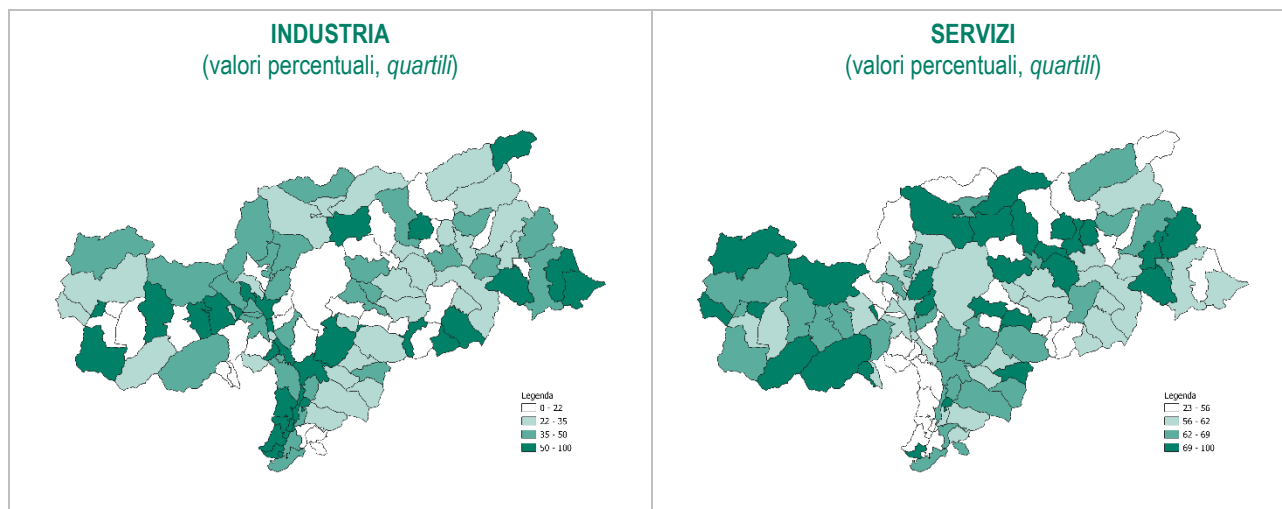 INDUSTRIA
(valori percentuali, quartili)
Legenda
0 - 22
22 - 35
35 - 50
50 - 100
SERVIZI
(valori percentuali, quartili)
Legenda
23 - 56
56 - 62
62 - 69
69 - 100